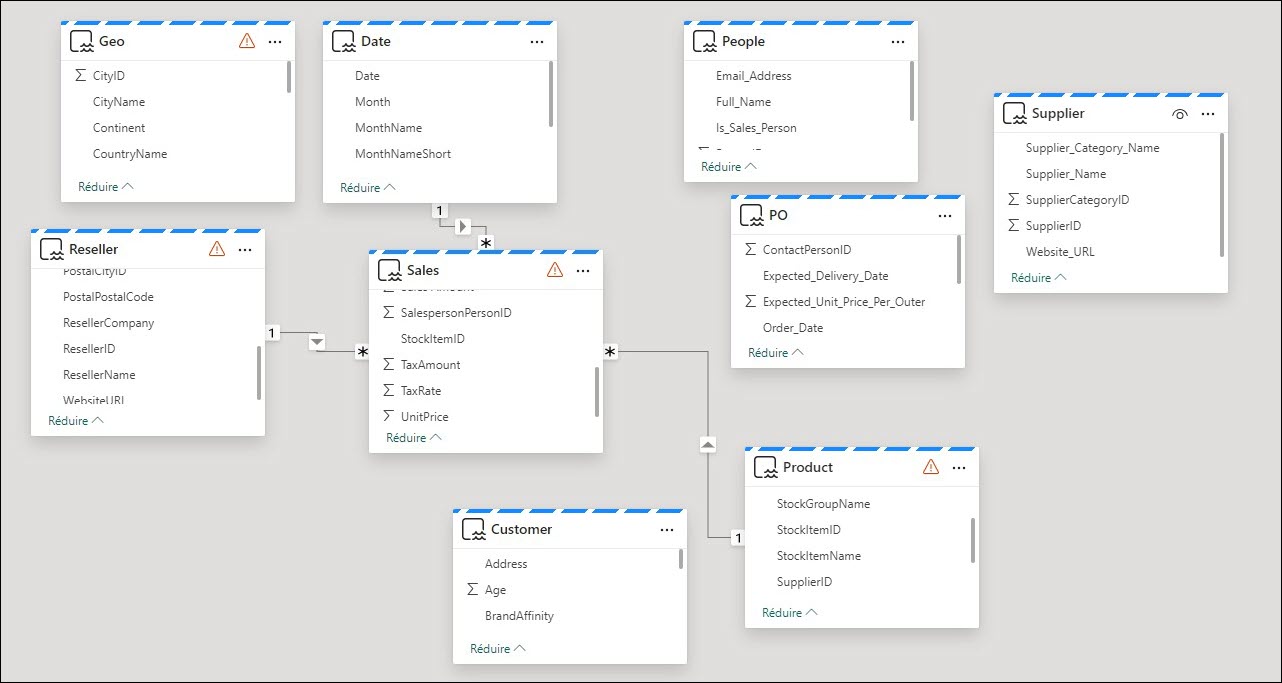 Geo
CityID
CityName
Continent
CountryName
Réduire
Date
Date
Month
MonthName
MonthNameShort
Réduire
People
Email_Address
Full_Name
Is_Sales_Person
Réduire
Supplier
Supplier_Category_Name
Supplier_Name
SupplierCategoryID
SupplierID
Website_URL
Réduire
PO
ContactPersonID
Expected_Delivery_Date
Expected_Unit_Price_Per_Outer
Order_Date
Réduire
Reseller
PostalCityID
PostalPostalCode
ResellerCompany
ResellerID
ResellerName
WebsiteURL
Réduire
1
*
1
*
Sales
SalespersonPersonID
StockItemID
TaxAmount
TaxRate
UnitPrice
Réduire
*
1
Product
StockGroupName
StockItemID
StockItemName
SupplierID
Réduire
Customer
Address
Age
BrandAffinity
Réduire